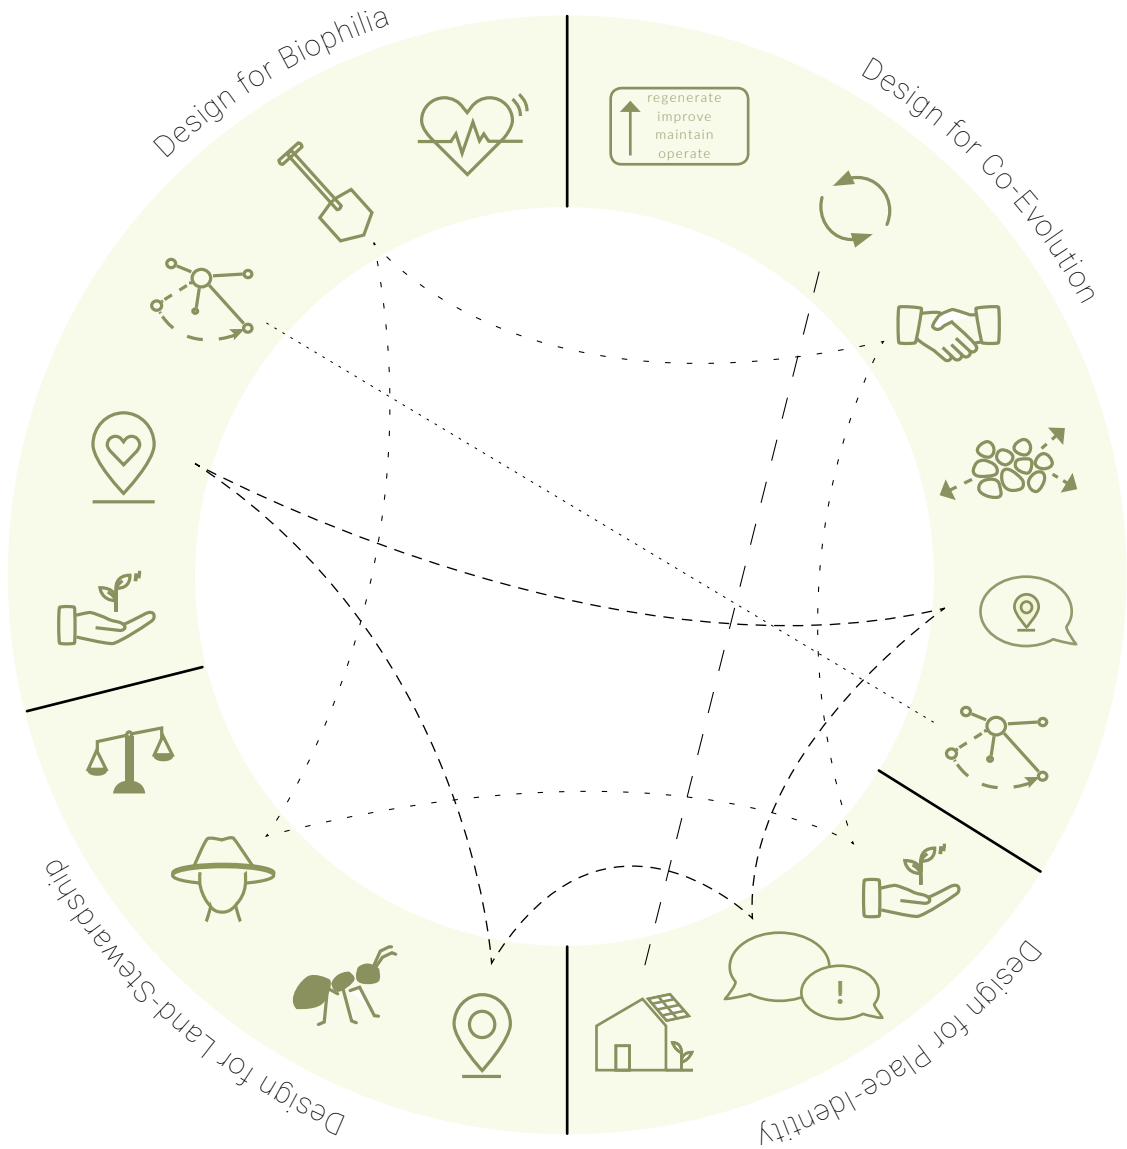 Design for Biophilia
Design for Co-Evolution
regenerate
improve
maintain
operate
Design for Land-Stewardship
Design for Place-Identity
!